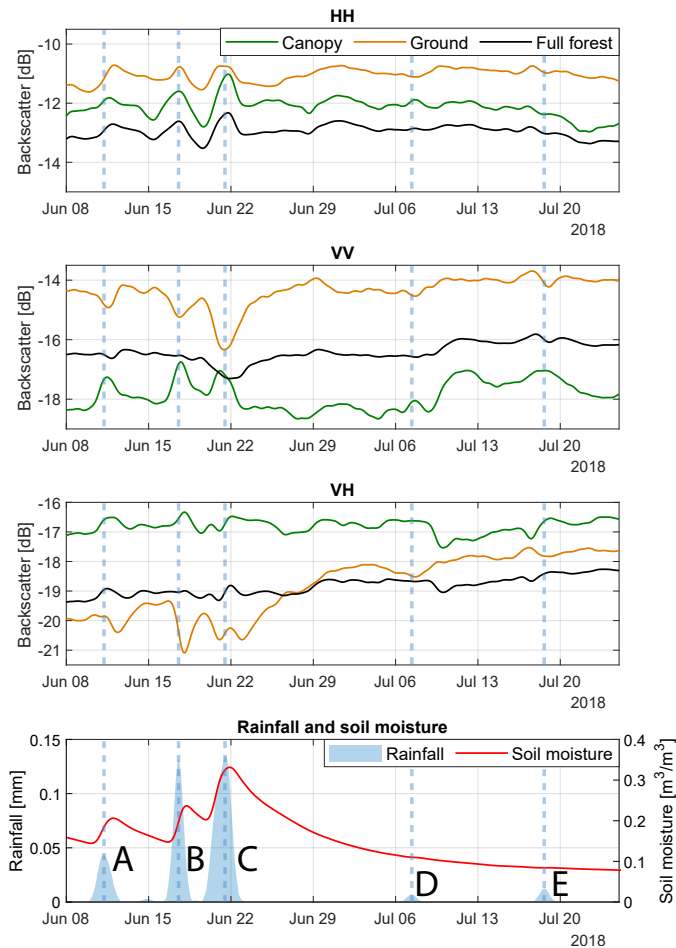 HH
Canopy Ground Full forest
Backscatter [dB]
-10
-12
-14
Jun 08 Jun 15 Jun 22 Jun 29 Jul 06 Jul 13 Jul 20
2018
VV
Backscatter [dB]
-14
-16
-18
Jun 08 Jun 15 Jun 22 Jun 29 Jul 06 Jul 13 Jul 20
2018
VH
Backscatter [dB]
-16
-17
-18
-19
-20
-21
Jun 08 Jun 15 Jun 22 Jun 29 Jul 06 Jul 13 Jul 20
2018
Rainfall and soil moisture
Rainfall Soil moisture
Rainfall [mm]
0.15
0.1
0.05
0
A B C D E
0.4
0.3
0.2
0.1
0
Soil moisture [m³/m³]
Jun 08 Jun 15 Jun 22 Jun 29 Jul 06 Jul 13 Jul 20
2018